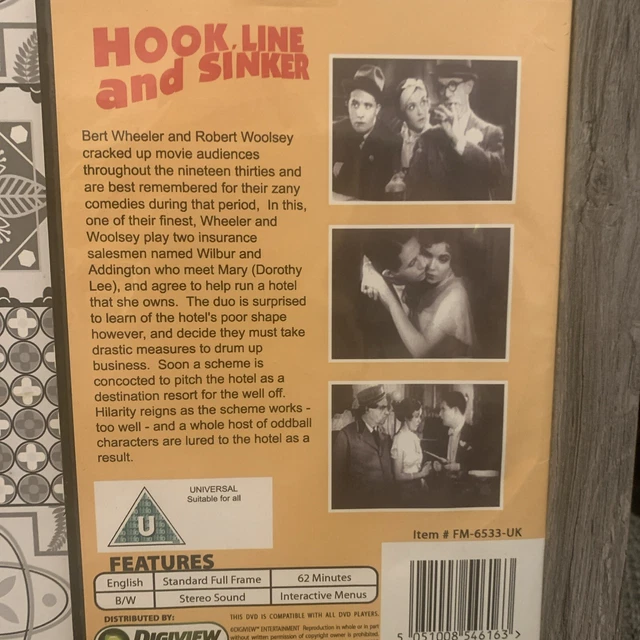 HOOK, LINE
and SINKER
Bert Wheeler and Robert Woolsey
cracked up movie audiences
throughout the nineteen thirties and
are best remembered for their zany
comedies during that period, In this,
one of their finest, Wheeler and
Woolsey play two insurance
salesmen named Wilbur and
Addington who meet Mary (Dorothy
Lee), and agree to help run a hotel
that she owns. The duo is surprised
to learn of the hotel's poor shape
however, and decide they must take
drastic measures to drum up
business. Soon a scheme is
concocted to pitch the hotel as a
destination resort for the well off.
Hilarity reigns as the scheme works -
too well - and a whole host of oddball
characters are lured to the hotel as a
result.
UNIVERSAL
Suitable for all
U
Item # FM-6533-UK
FEATURES
English Standard Full Frame 62 Minutes
B/W Stereo Sound Interactive Menus
DISTRIBUTED BY:
DIGIVIEW
THIS DVD IS COMPATIBLE WITH ALL DVD PLAYERS.
ENTERTAINMENT Reproduction in whole or in part
without written permission of copyright owner is prohibited.
5 051008 546163 >